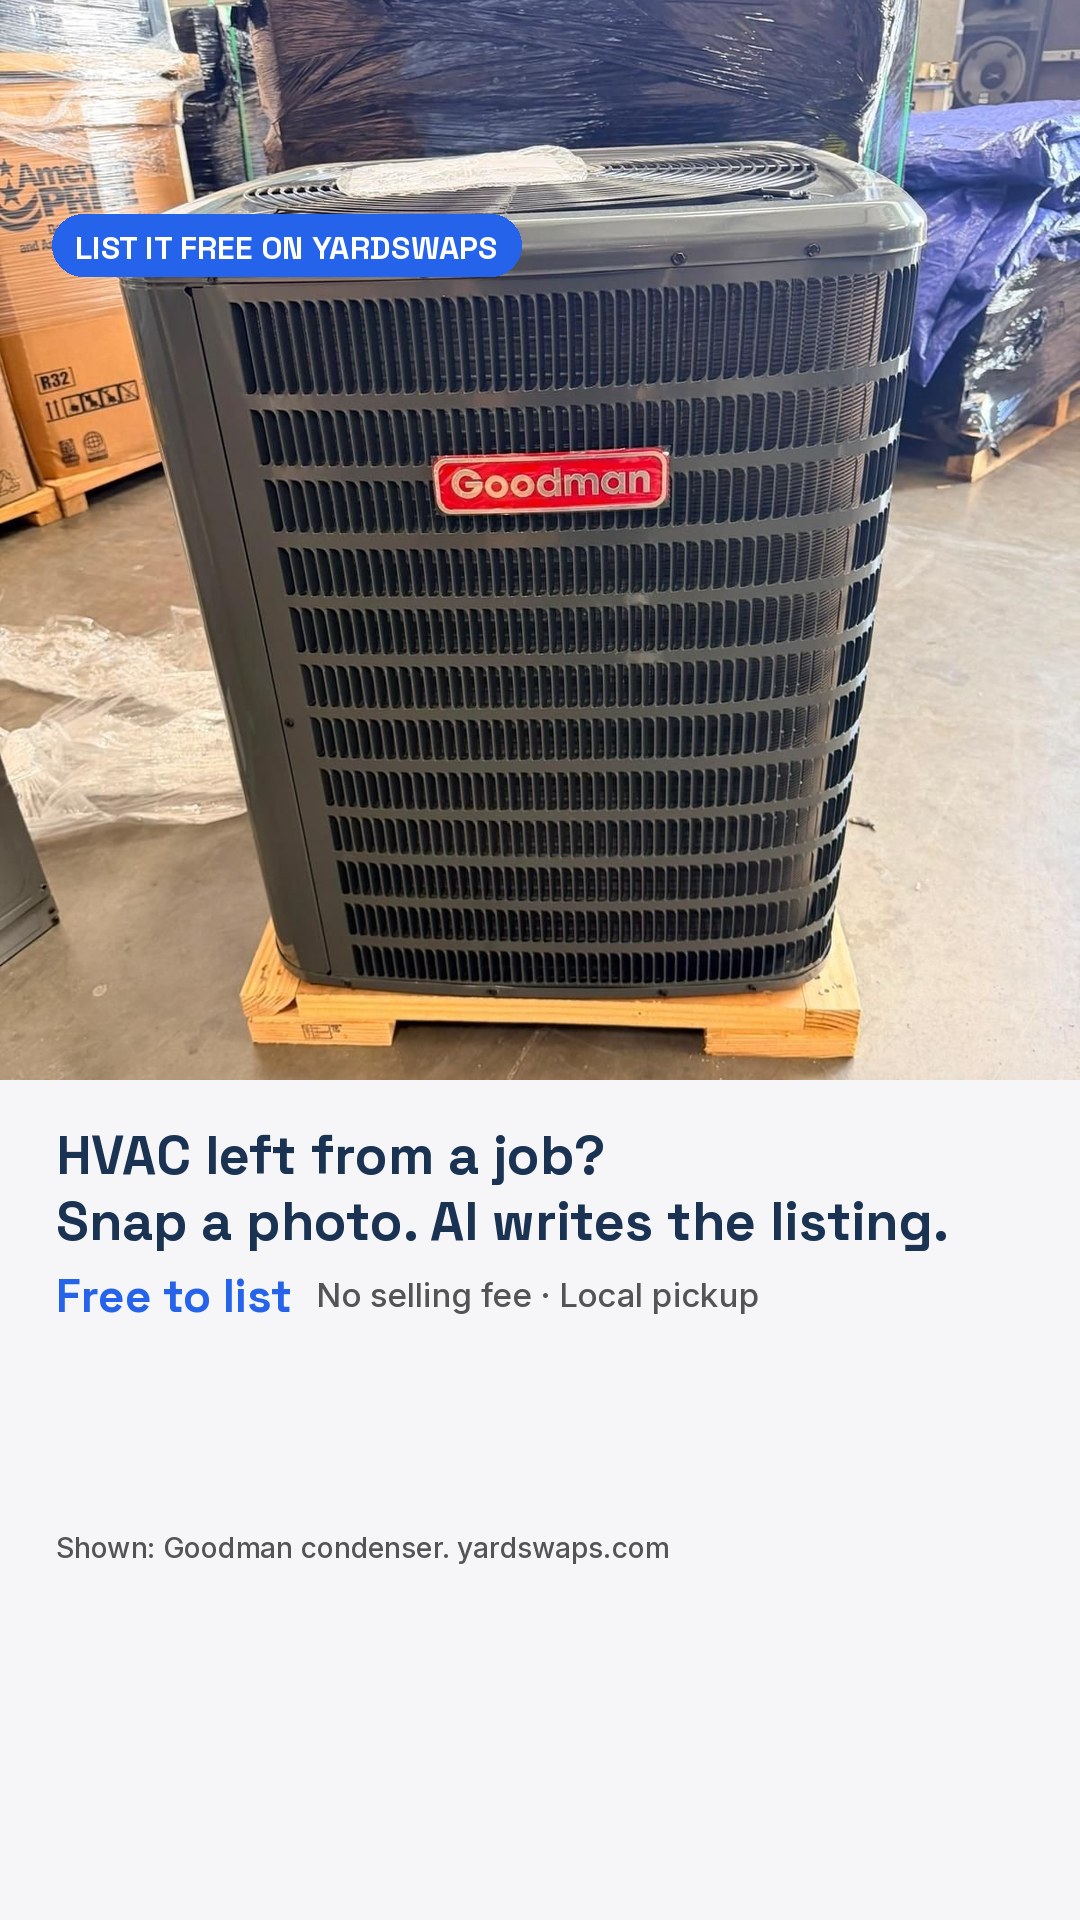 LIST IT FREE ON YARDSWAPS
R32
Goodman
HVAC left from a job?
Snap a photo. AI writes the listing.
Free to list No selling fee · Local pickup
Shown: Goodman condenser. yardswaps.com